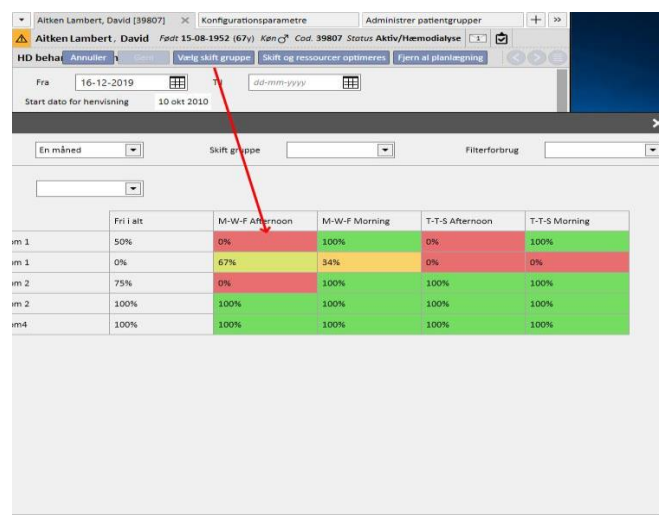 Aitken Lambert, David [39807] × Konfigurationsparametre Administrer patientgrupper + »
Aitken Lambert, David Født 15-08-1952 (67y) Køn ♂ Cod. 39807 Status Aktiv/Hæmodialyse 1
HD behai Annuller Gem Vælg skift gruppe Skift og ressourcer optimeres Fjern al planlægning
Fra 16-12-2019 Til dd-mm-yyyy
Start dato for henvisning 10 okt 2010
×
En måned Skift gruppe Filterforbrug
Fri i alt M-W-F Afternoon M-W-F Morning T-T-S Afternoon T-T-S Morning
om 1 50% 0% 100% 0% 100%
om 1 0% 67% 34% 0% 0%
om 2 75% 0% 100% 100% 100%
om 2 100% 100% 100% 100% 100%
om4 100% 100% 100% 100% 100%